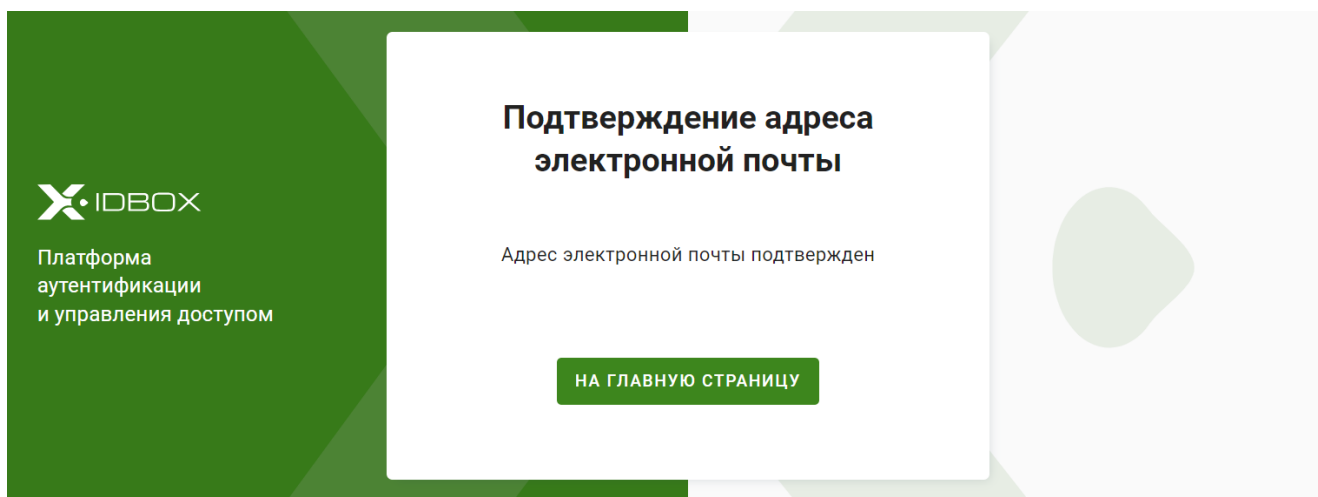 Подтверждение адреса
электронной почты
IDBOX
Платформа
аутентификации
и управления доступом
Адрес электронной почты подтвержден
НА ГЛАВНУЮ СТРАНИЦУ